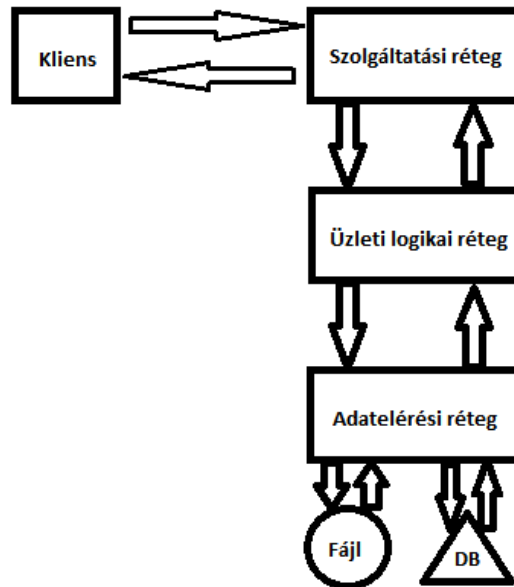 Kliens
Szolgáltatási réteg
Üzleti logikai réteg
Adatelérési réteg
Fájl
DB